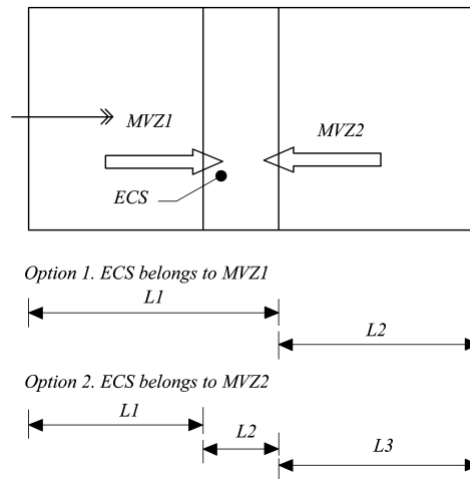 MVZ1
MVZ2
ECS
Option 1. ECS belongs to MVZ1
L1
L2
Option 2. ECS belongs to MVZ2
L1
L2
L3